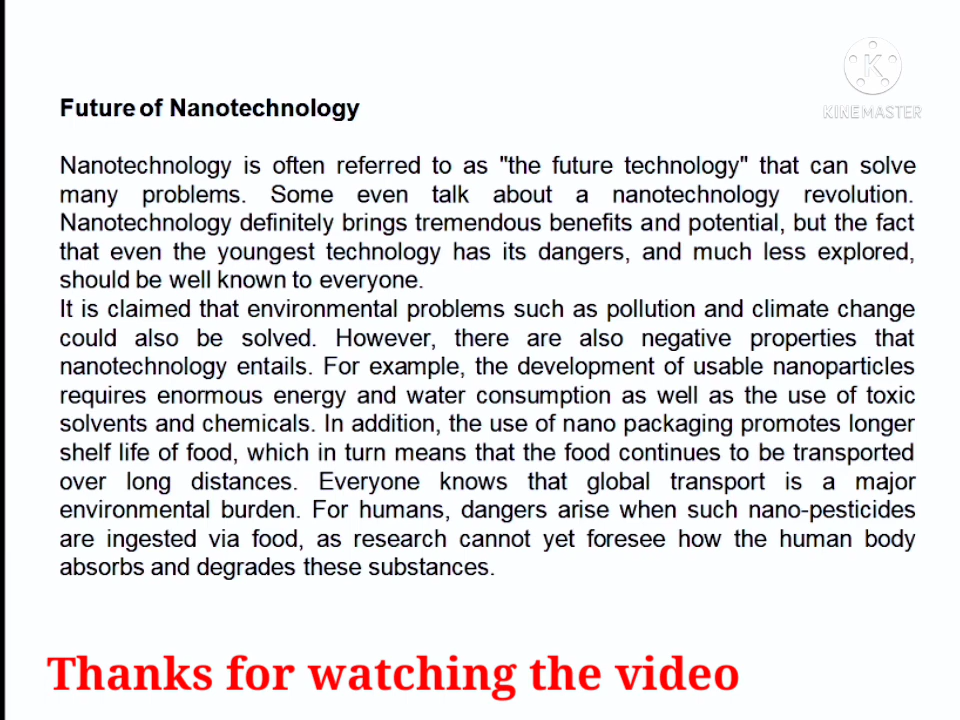 KINEMASTER
Future of Nanotechnology
Nanotechnology is often referred to as "the future technology" that can solve
many problems. Some even talk about a nanotechnology revolution.
Nanotechnology definitely brings tremendous benefits and potential, but the fact
that even the youngest technology has its dangers, and much less explored,
should be well known to everyone.
It is claimed that environmental problems such as pollution and climate change
could also be solved. However, there are also negative properties that
nanotechnology entails. For example, the development of usable nanoparticles
requires enormous energy and water consumption as well as the use of toxic
solvents and chemicals. In addition, the use of nano packaging promotes longer
shelf life of food, which in turn means that the food continues to be transported
over long distances. Everyone knows that global transport is a major
environmental burden. For humans, dangers arise when such nano-pesticides
are ingested via food, as research cannot yet foresee how the human body
absorbs and degrades these substances.
Thanks for watching the video